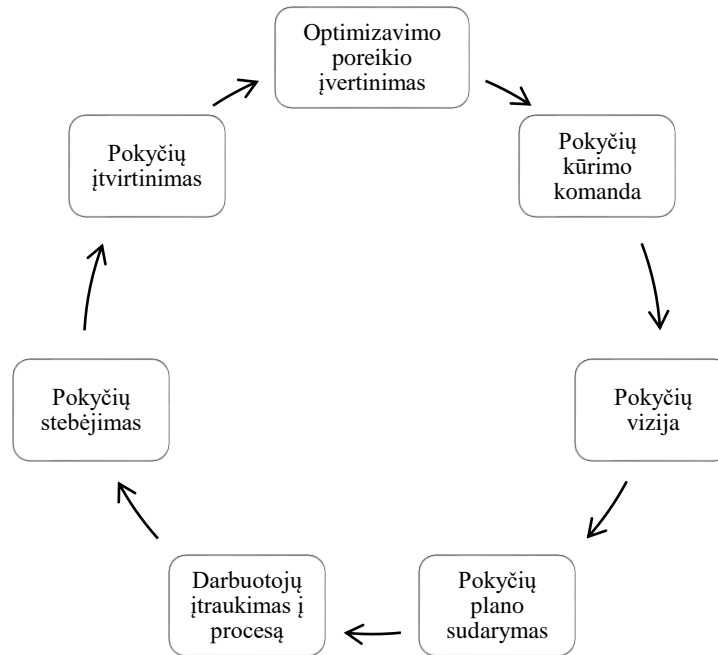 Optimizavimo
poreikio
įvertinimas
Pokyčių
kūrimo
komanda
Pokyčių
vizija
Pokyčių
plano
sudarymas
Darbuotojų
įtraukimas į
procesą
Pokyčių
stebėjimas
Pokyčių
įtvirtinimas